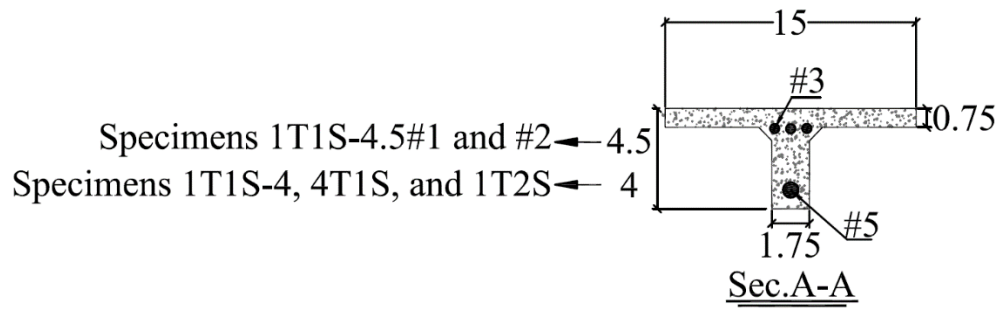 15
#3
0.75
Specimens 1T1S-4.5#1 and #2 4.5
Specimens 1T1S-4, 4T1S, and 1T2S 4
#5
1.75
Sec.A-A